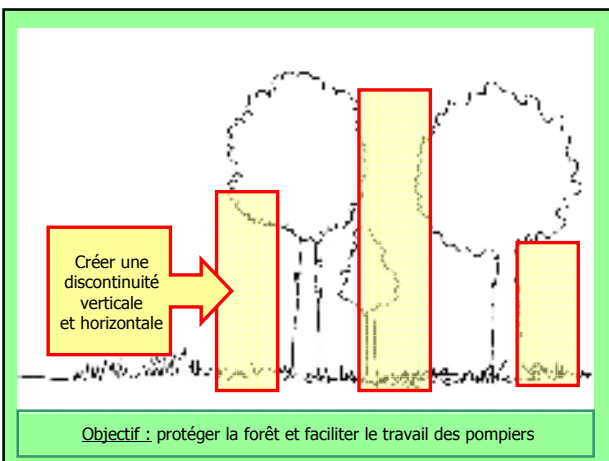 Créer une
discontinuité
verticale
et horizontale
Objectif : protéger la forêt et faciliter le travail des pompiers